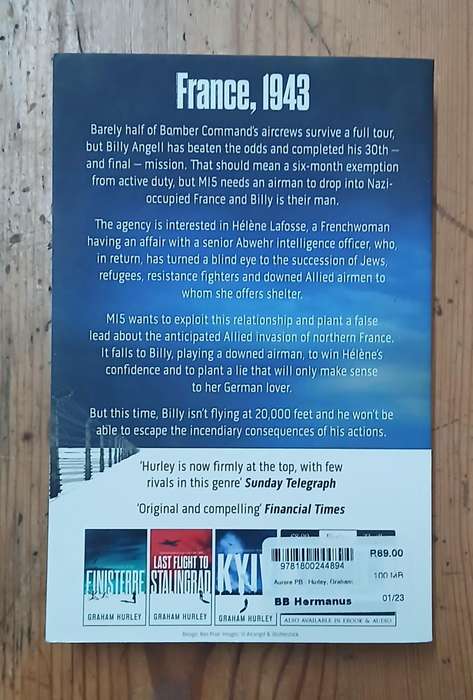 France, 1943
Barely half of Bomber Command's aircrews survive a full tour,
but Billy Angell has beaten the odds and completed his 30th –
and final – mission. That should mean a six-month exemption
from active duty, but MI5 needs an airman to drop into Nazi-
occupied France and Billy is their man.
The agency is interested in Hélène Lafosse, a Frenchwoman
having an affair with a senior Abwehr intelligence officer, who,
in return, has turned a blind eye to the succession of Jews,
refugees, resistance fighters and downed Allied airmen to
whom she offers shelter.
MI5 wants to exploit this relationship and plant a false
lead about the anticipated Allied invasion of northern France.
It falls to Billy, playing a downed airman, to win Hélène's
confidence and to plant a lie that will only make sense
to her German lover.
But this time, Billy isn't flying at 20,000 feet and he won't be
able to escape the incendiary consequences of his actions.
'Hurley is now firmly at the top, with few
rivals in this genre' Sunday Telegraph
'Original and compelling' Financial Times
FINISTERRE
GRAHAM HURLEY
LAST FLIGHT TO
STALINGRAD
GRAHAM HURLEY
KYI
GRAHAM HURLEY
R69.00
9781800244894
Aurore PB : Hurley, Graham
100 MR
BB Hermanus
01/23
ALSO AVAILABLE IN EBOOK & AUDIO